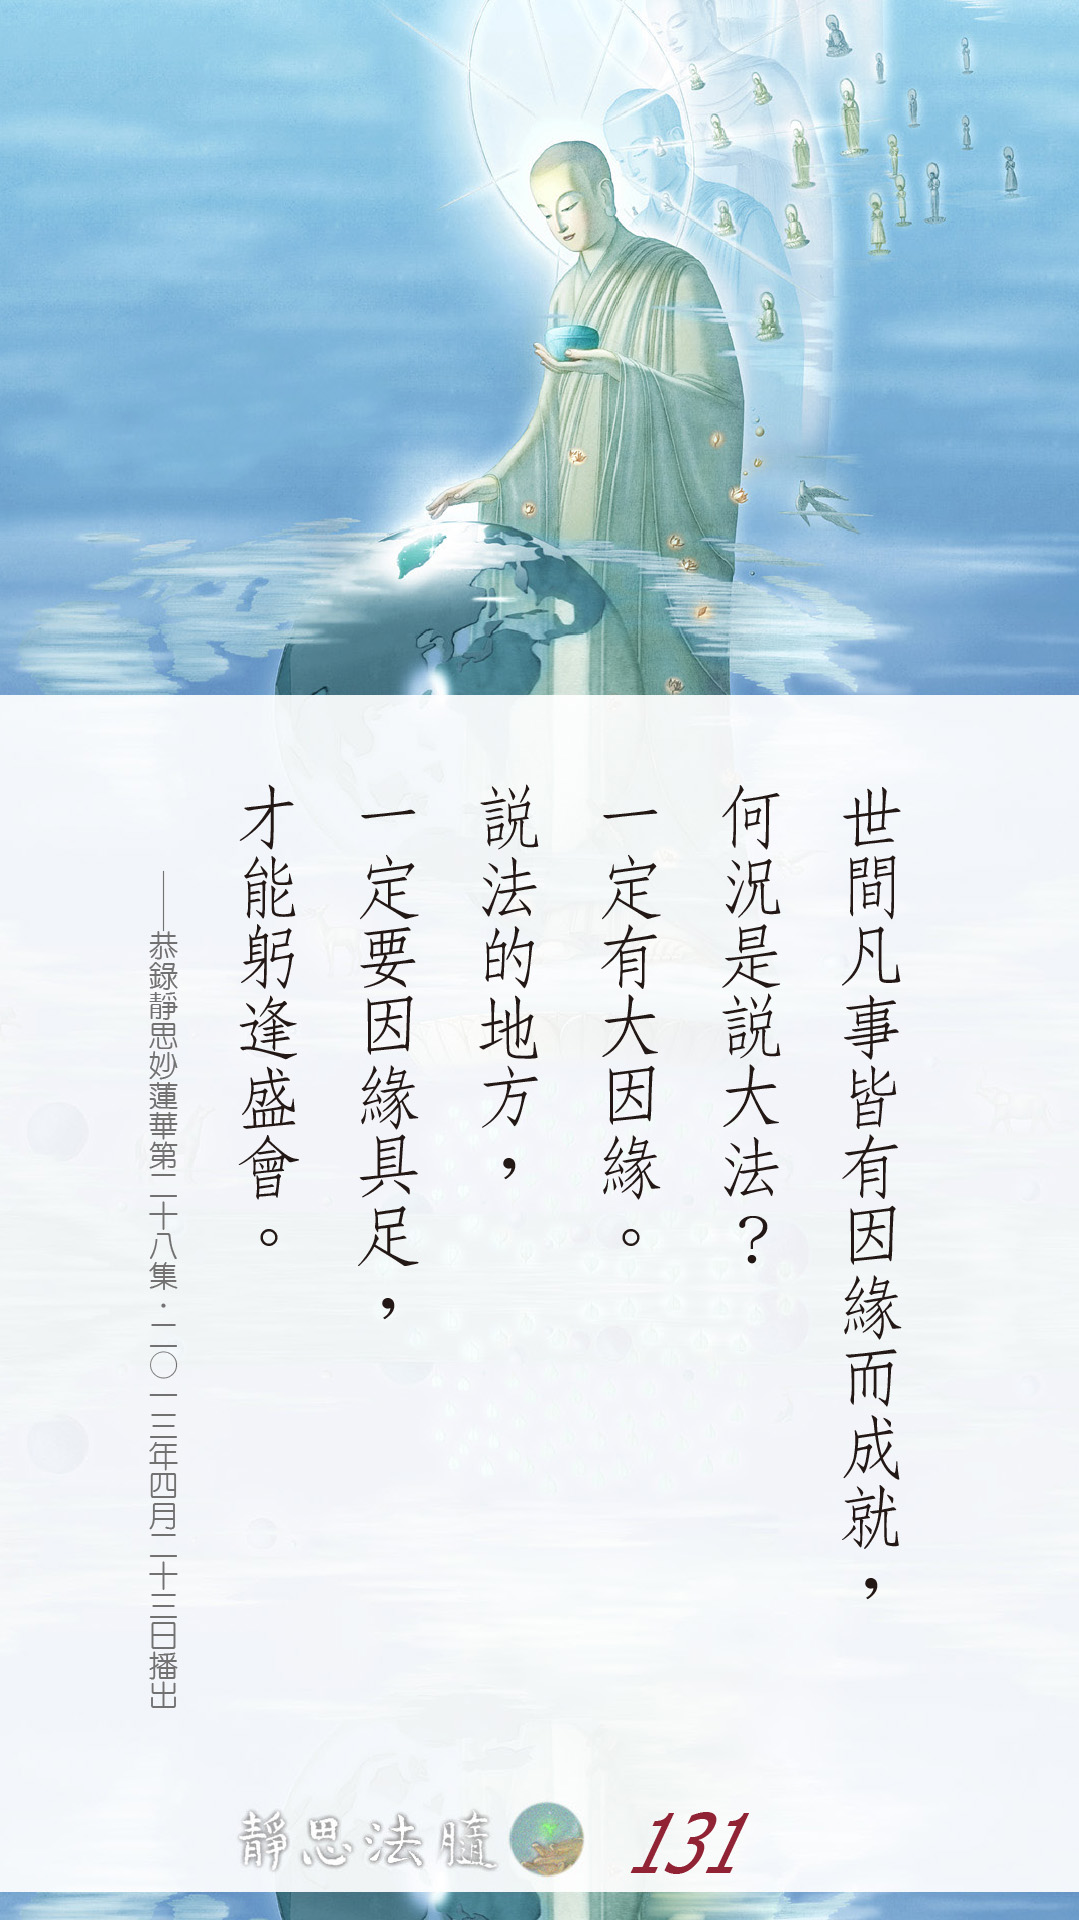 世間凡事皆有因緣而成就，
何況是說大法？
一定有大因緣。
說法的地方，
一定要因緣具足，
才能躬逢盛會。
——恭錄靜思妙蓮華第二十八集．二〇一三年四月二十三日播出
靜思法髓 131